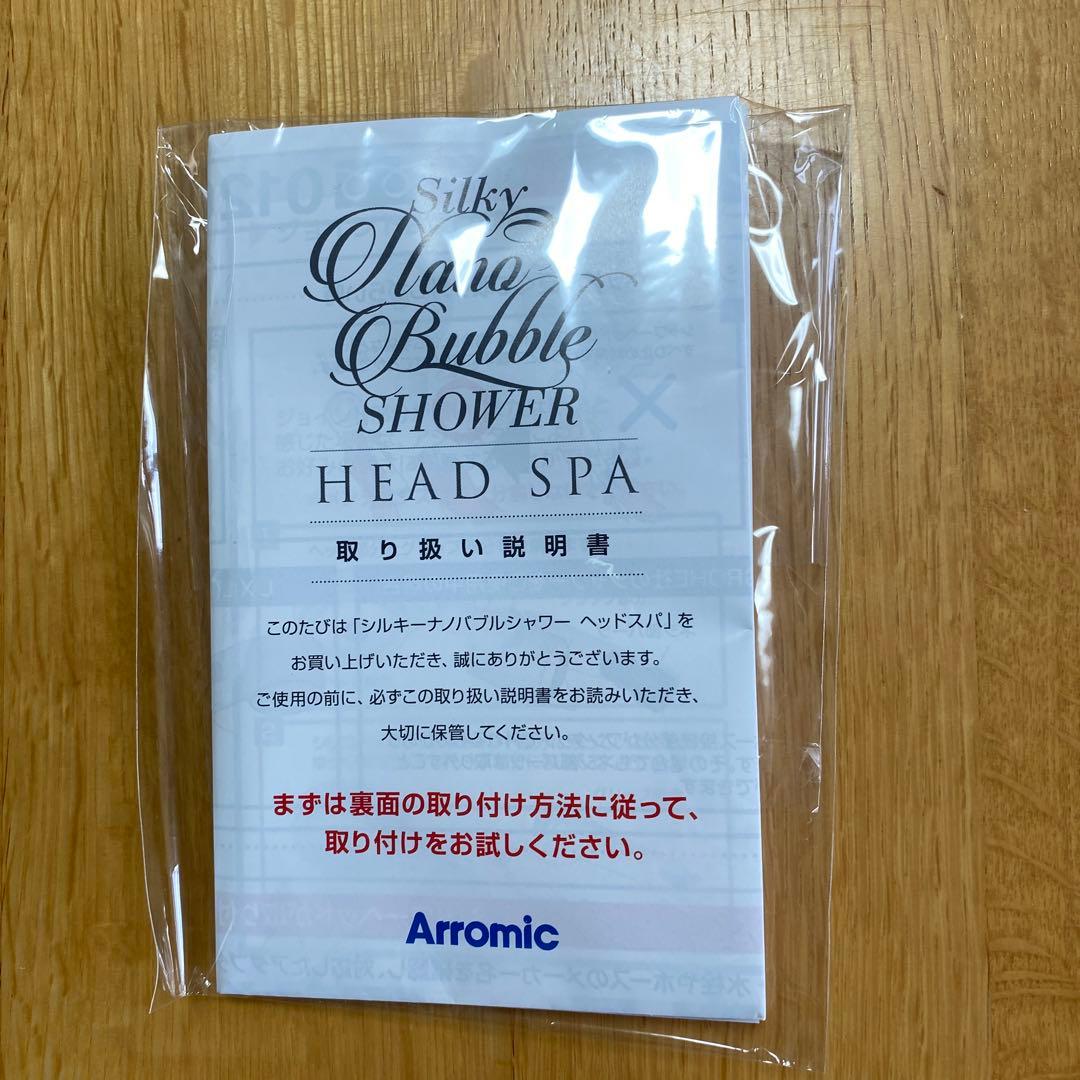 Silky
Nano
Bubble
SHOWER
HEAD SPA
取り扱い説明書
このたびは「シルキーナノバブルシャワー ヘッドスパ」を
お買い上げいただき、誠にありがとうございます。
ご使用の前に、必ずこの取り扱い説明書をお読みいただき、
大切に保管してください。
まずは裏面の取り付け方法に従って、
取り付けをお試しください。
Arromic